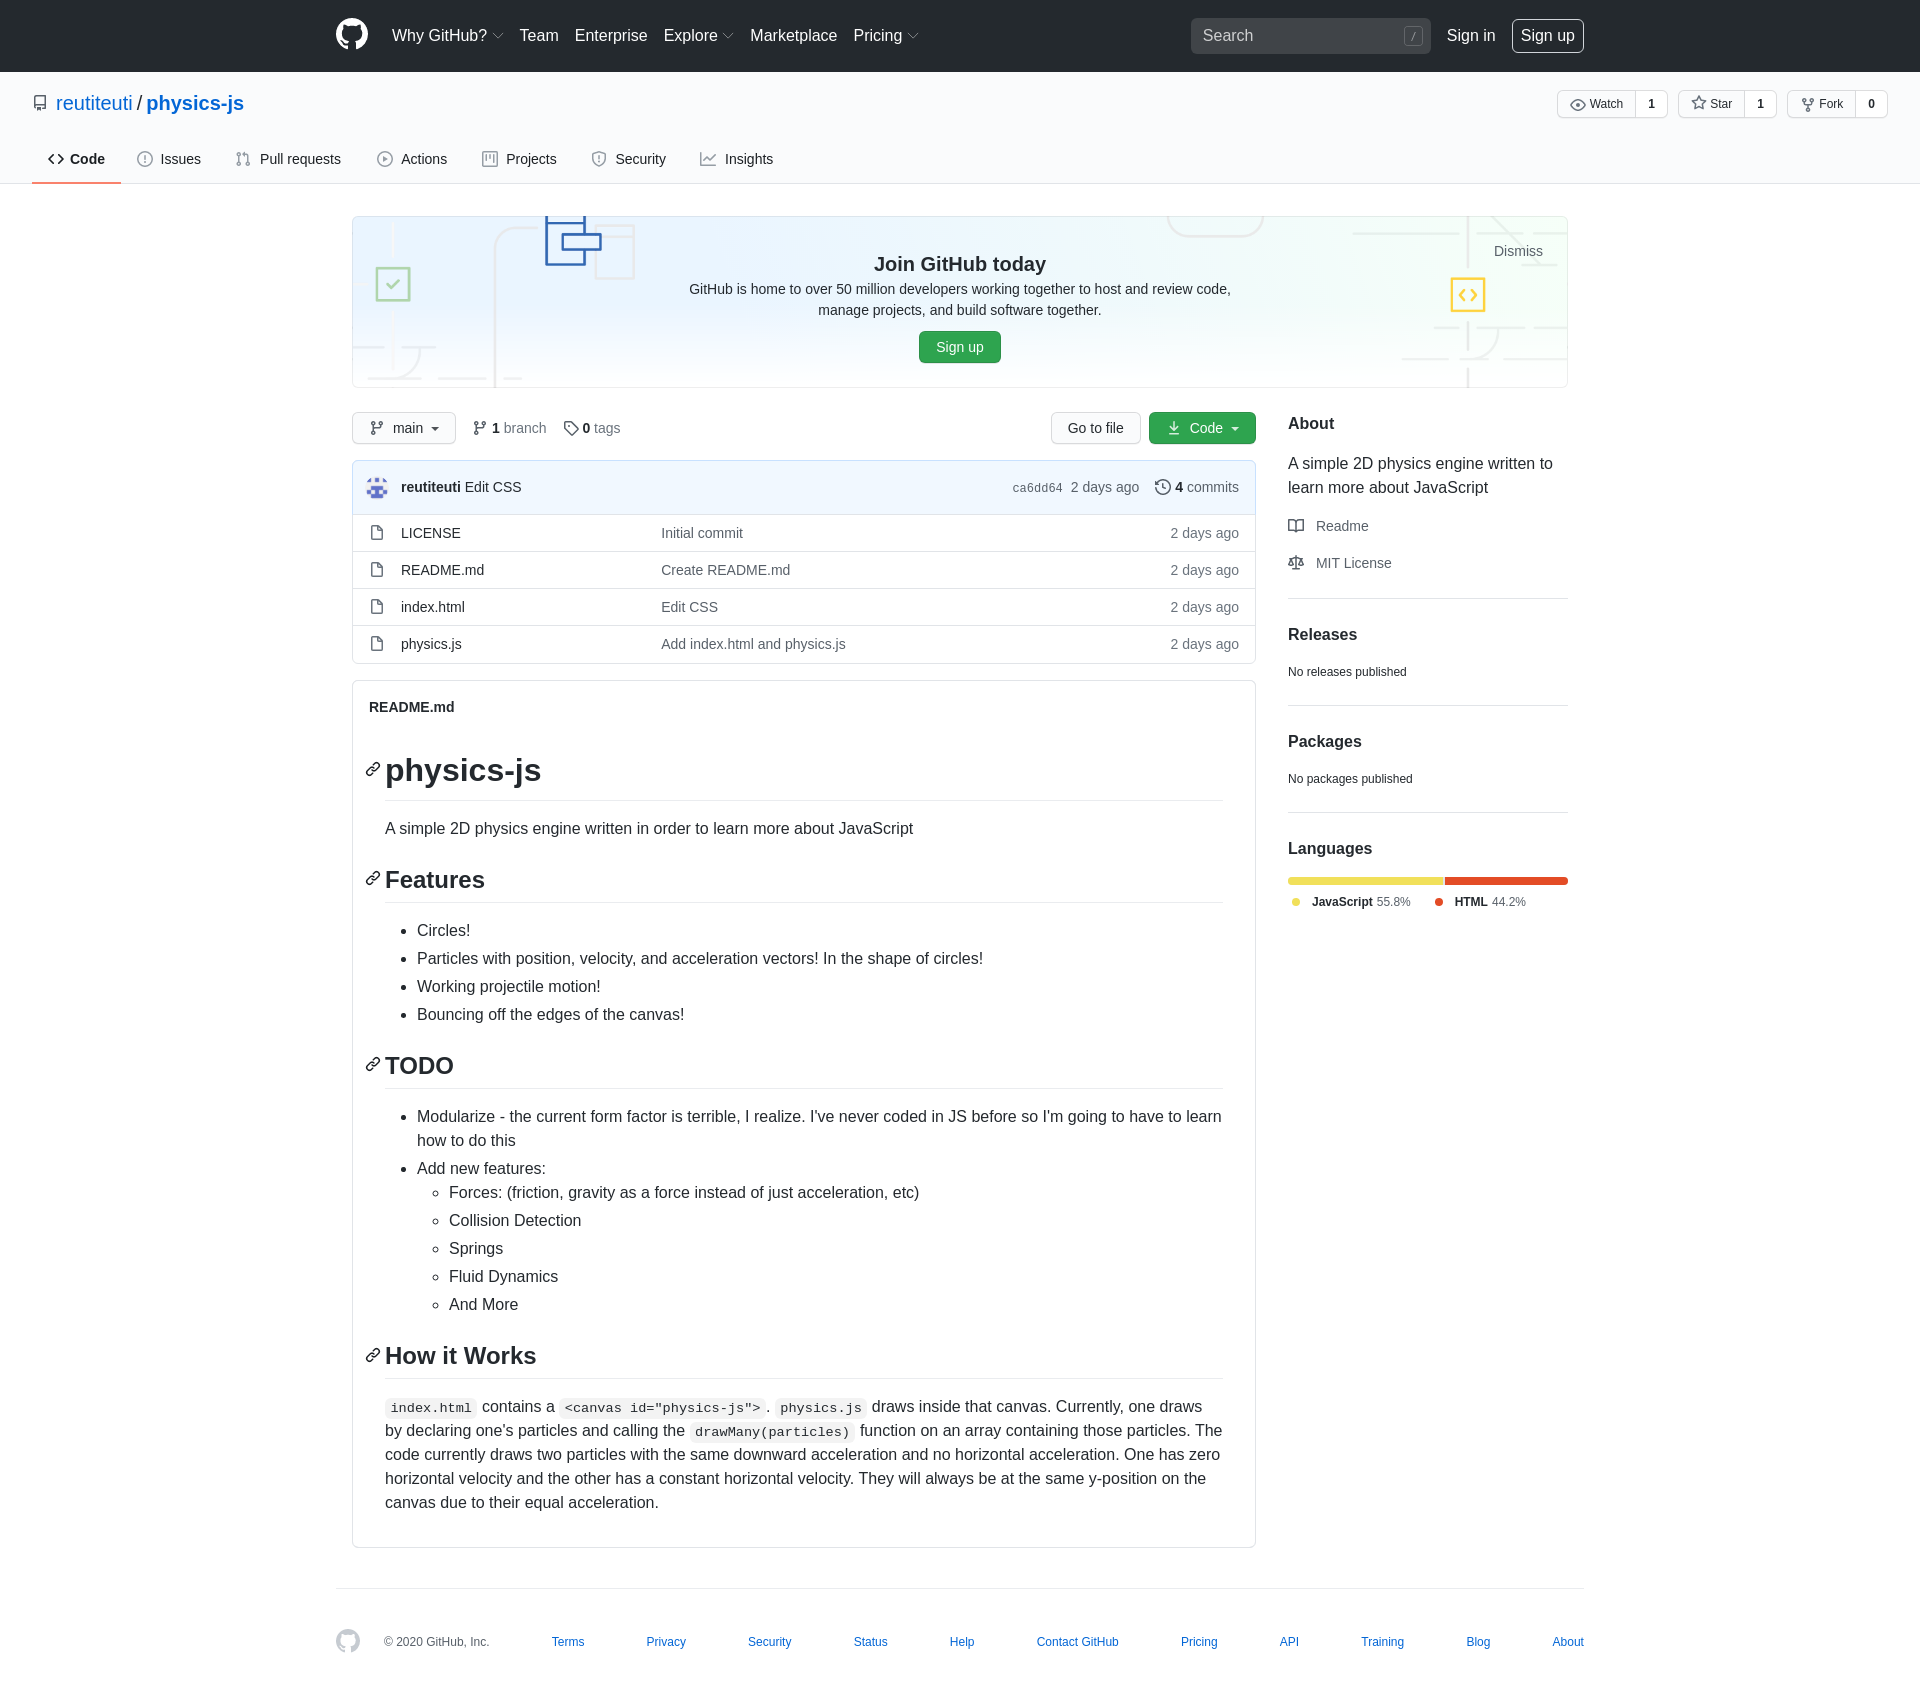 Why GitHub? Team Enterprise Explore Marketplace Pricing Search / Sign in Sign up
reutiteuti / physics-js Watch 1 Star 1 Fork 0
Code Issues Pull requests Actions Projects Security Insights
Dismiss
Join GitHub today
GitHub is home to over 50 million developers working together to host and review code,
manage projects, and build software together.
Sign up
main 1 branch 0 tags Go to file Code
reutiteuti Edit CSS ca6dd64 2 days ago 4 commits
LICENSE Initial commit 2 days ago
README.md Create README.md 2 days ago
index.html Edit CSS 2 days ago
physics.js Add index.html and physics.js 2 days ago
README.md
physics-js
A simple 2D physics engine written in order to learn more about JavaScript
Features
Circles!
Particles with position, velocity, and acceleration vectors! In the shape of circles!
Working projectile motion!
Bouncing off the edges of the canvas!
TODO
Modularize - the current form factor is terrible, I realize. I've never coded in JS before so I'm going to have to learn
how to do this
Add new features:
Forces: (friction, gravity as a force instead of just acceleration, etc)
Collision Detection
Springs
Fluid Dynamics
And More
How it Works
index.html contains a <canvas id="physics-js">. physics.js draws inside that canvas. Currently, one draws
by declaring one's particles and calling the drawMany(particles) function on an array containing those particles. The
code currently draws two particles with the same downward acceleration and no horizontal acceleration. One has zero
horizontal velocity and the other has a constant horizontal velocity. They will always be at the same y-position on the
canvas due to their equal acceleration.
About
A simple 2D physics engine written to
learn more about JavaScript
Readme
MIT License
Releases
No releases published
Packages
No packages published
Languages
JavaScript 55.8% HTML 44.2%
© 2020 GitHub, Inc. Terms Privacy Security Status Help Contact GitHub Pricing API Training Blog About